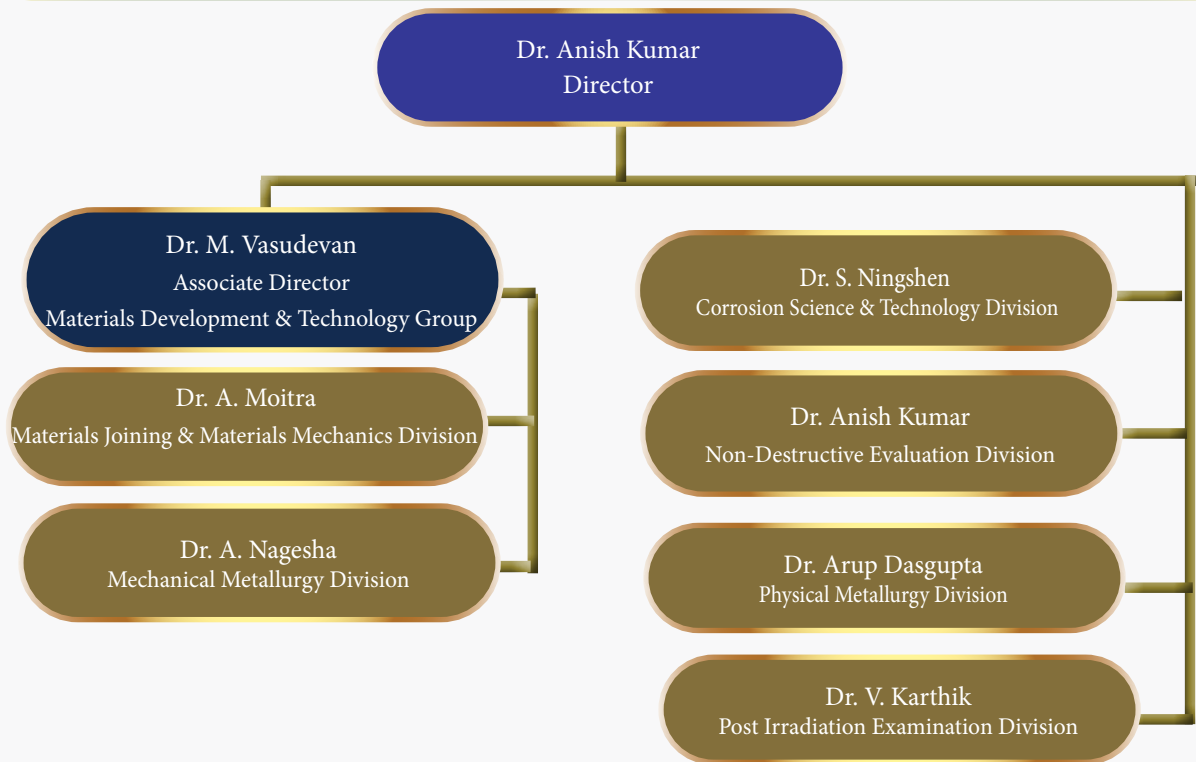 Dr. Anish Kumar
Director
Dr. M. Vasudevan
Associate Director
Materials Development & Technology Group
Dr. A. Moitra
Materials Joining & Materials Mechanics Division
Dr. A. Nagesha
Mechanical Metallurgy Division
Dr. S. Ningshen
Corrosion Science & Technology Division
Dr. Anish Kumar
Non-Destructive Evaluation Division
Dr. Arup Dasgupta
Physical Metallurgy Division
Dr. V. Karthik
Post Irradiation Examination Division